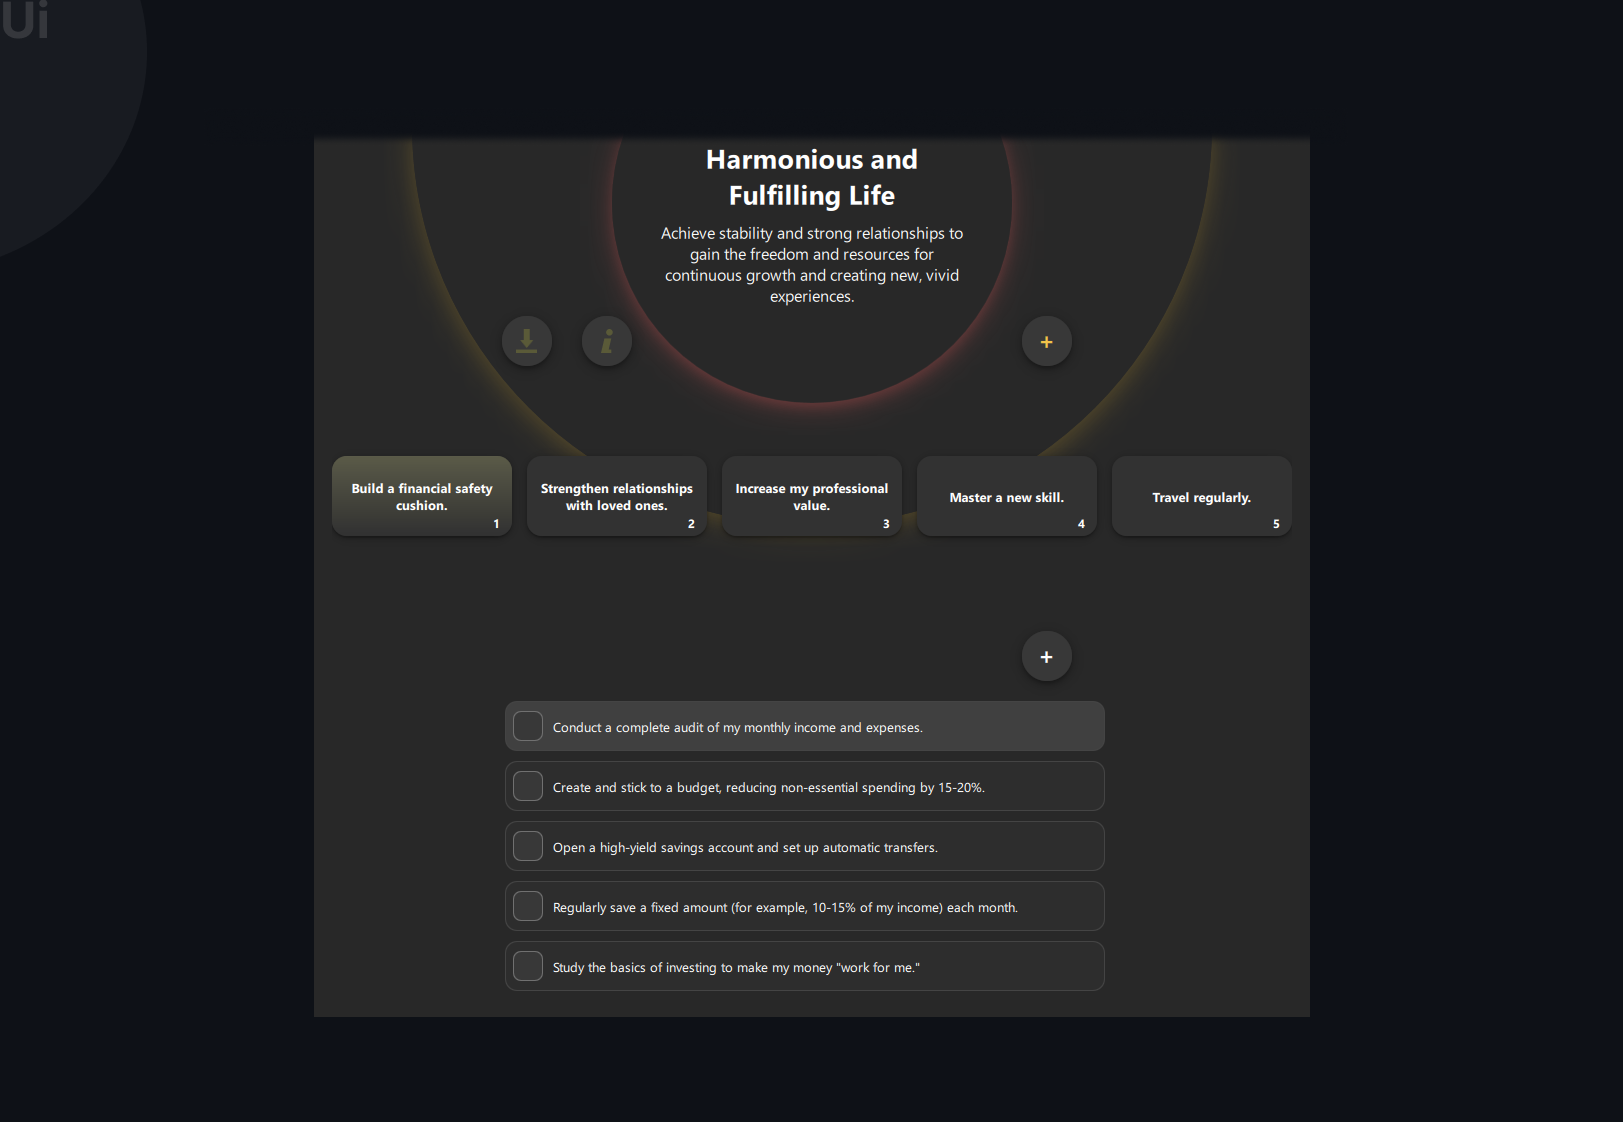 Ui
Harmonious and
Fulfilling Life
Achieve stability and strong relationships to
gain the freedom and resources for
continuous growth and creating new, vivid
experiences.
i
+
Build a financial safety
cushion.
1
Strengthen relationships
with loved ones.
2
Increase my professional
value.
3
Master a new skill.
4
Travel regularly.
5
+
Conduct a complete audit of my monthly income and expenses.
Create and stick to a budget, reducing non-essential spending by 15-20%.
Open a high-yield savings account and set up automatic transfers.
Regularly save a fixed amount (for example, 10-15% of my income) each month.
Study the basics of investing to make my money "work for me."